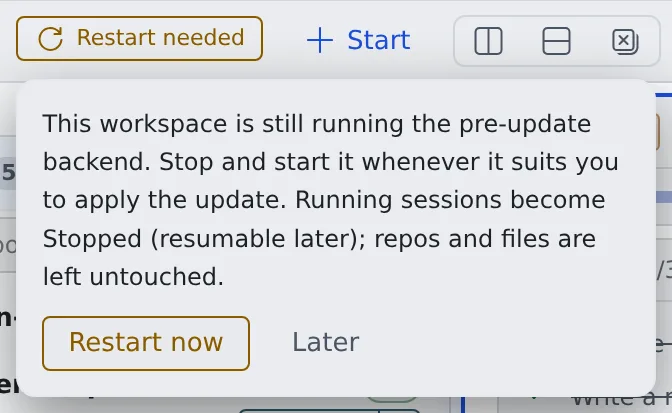 Restart needed
Start
This workspace is still running the pre-update
backend. Stop and start it whenever it suits you
to apply the update. Running sessions become
Stopped (resumable later); repos and files are
left untouched.
Restart now
Later
Write a